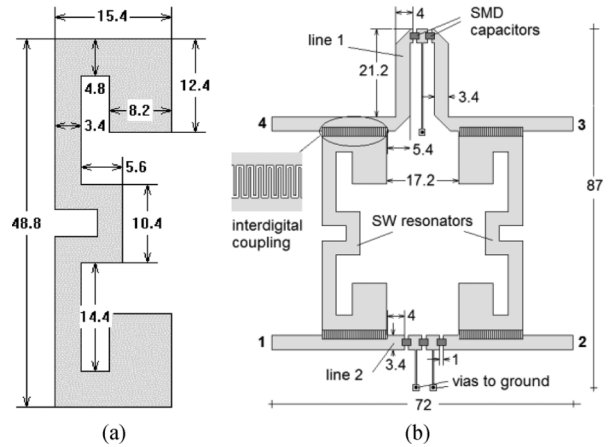 15.4
4.8
12.4
8.2
3.4
5.6
48.8
10.4
14.4
(a)
4
SMD
capacitors
line 1
21.2
3.4
4
3
5.4
17.2
87
interdigital
coupling
SW resonators
1
4
2
3.4
1
line 2
vias to ground
72
(b)